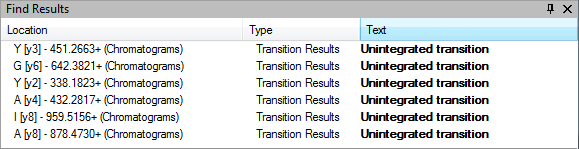 Find Results
Location Type Text
Y [y3] - 451.2663+ (Chromatograms) Transition Results Unintegrated transition
G [y6] - 642.3821+ (Chromatograms) Transition Results Unintegrated transition
Y [y2] - 338.1823+ (Chromatograms) Transition Results Unintegrated transition
A [y4] - 432.2817+ (Chromatograms) Transition Results Unintegrated transition
I [y8] - 959.5156+ (Chromatograms) Transition Results Unintegrated transition
A [y8] - 878.4730+ (Chromatograms) Transition Results Unintegrated transition